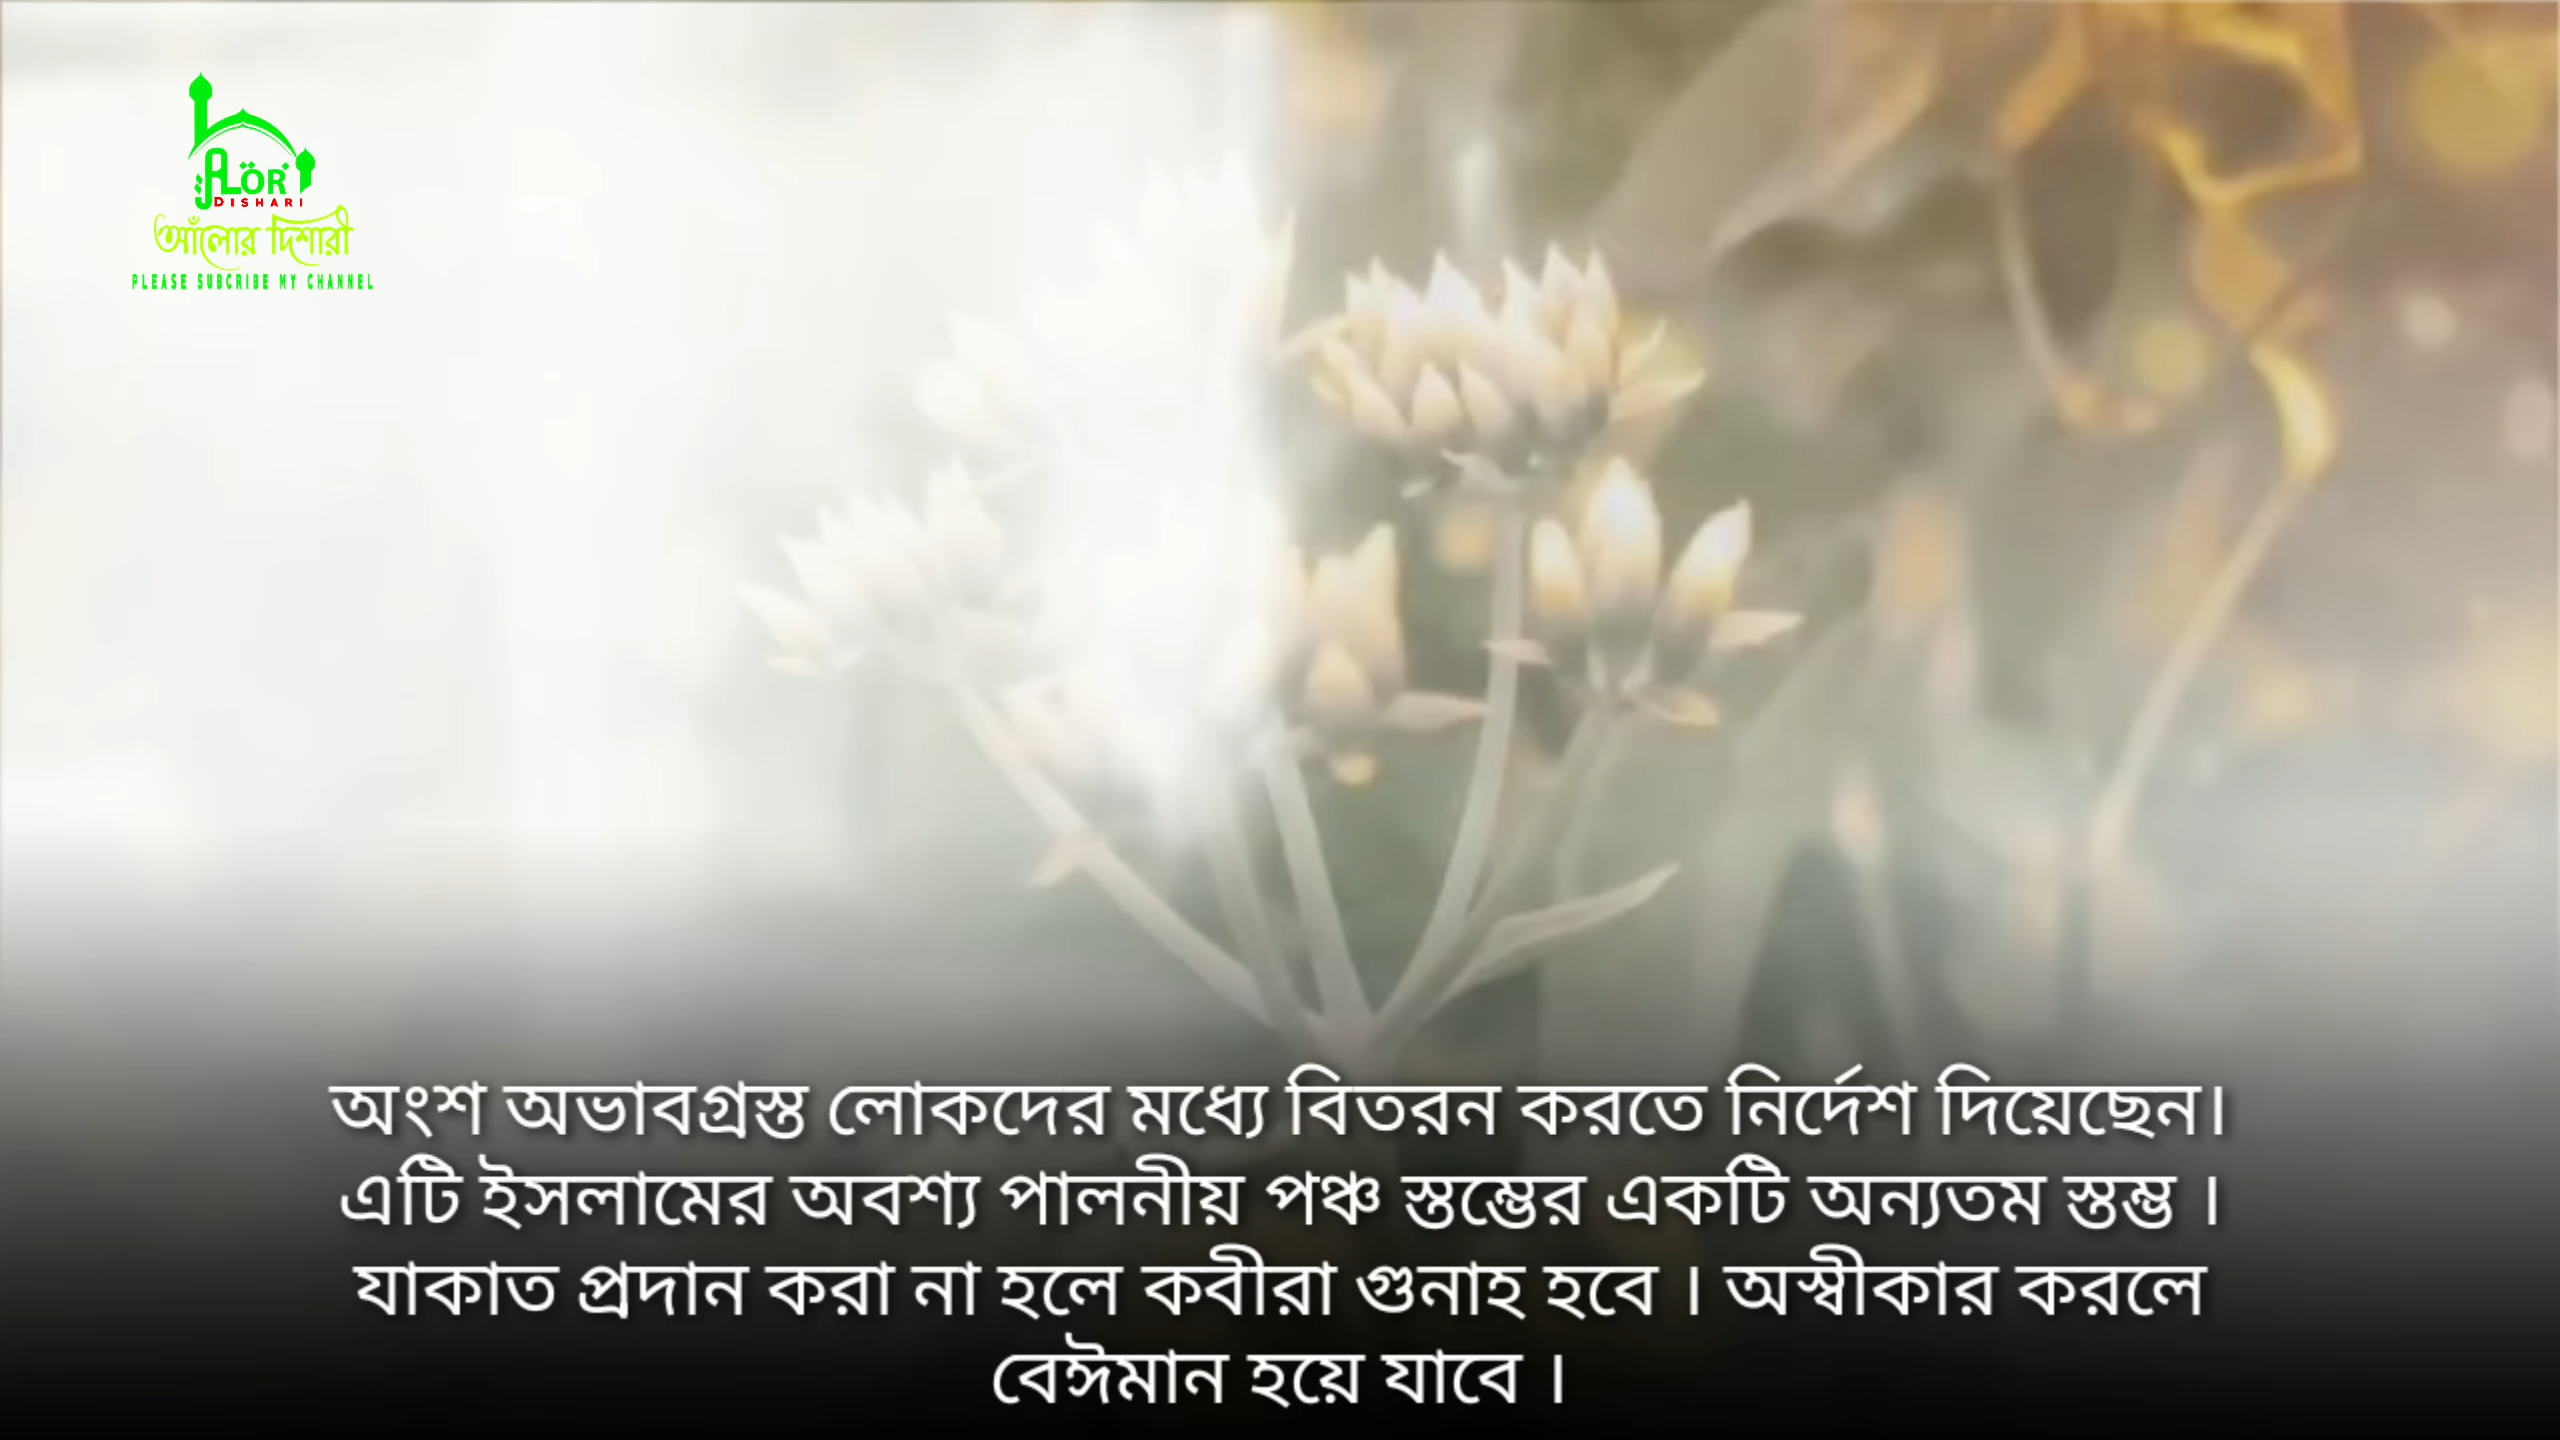 ALOR
DISHARI
আঁলোর দিশারী
PLEASE SUBCRIBE MY CHANNEL
অংশ অভাবগ্রস্ত লোকদের মধ্যে বিতরন করতে নির্দেশ দিয়েছেন।
এটি ইসলামের অবশ্য পালনীয় পঞ্চ স্তম্ভের একটি অন্যতম স্তম্ভ ।
যাকাত প্রদান করা না হলে কবীরা গুনাহ হবে । অস্বীকার করলে
বেঈমান হয়ে যাবে ।